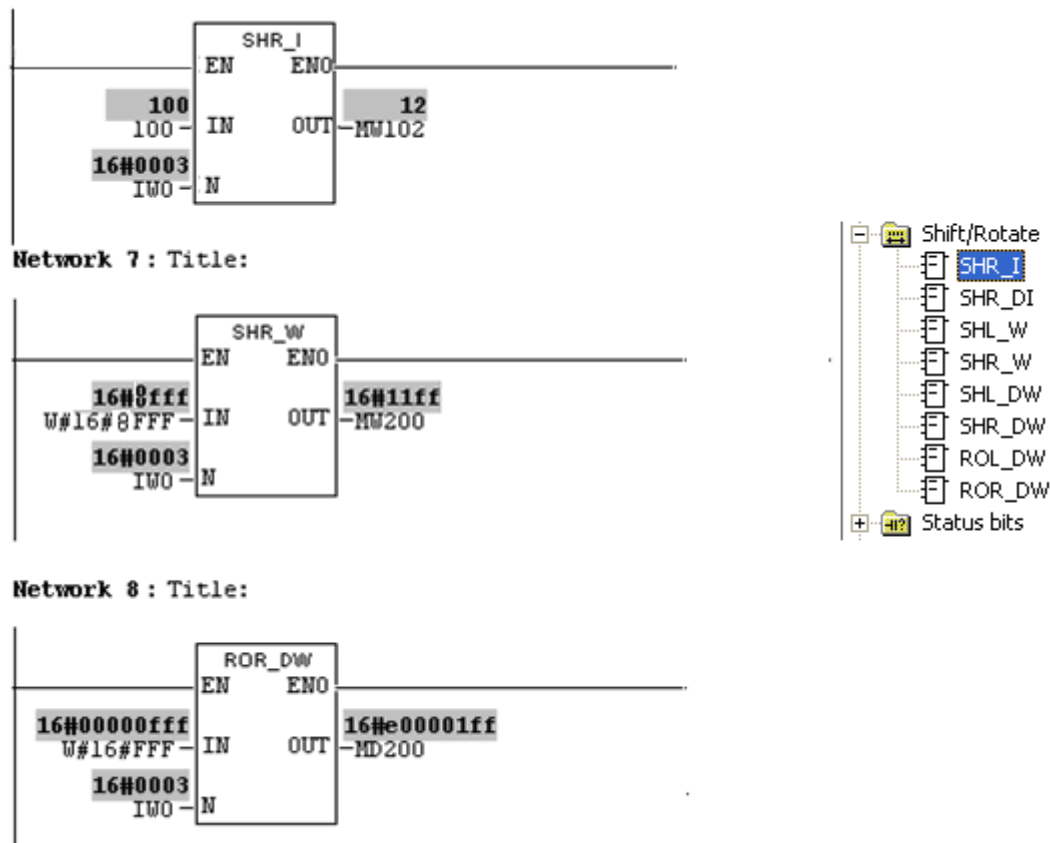 SHR_I
EN ENO
100 12
100 IN OUT MW102
16#0003
IW0 N
Network 7 : Title:
SHR_W
EN ENO
16#8fff 16#11ff
W#16#8FFF IN OUT MW200
16#0003
IW0 N
Network 8 : Title:
ROR_DW
EN ENO
16#00000fff 16#e00001ff
W#16#FFF IN OUT MD200
16#0003
IW0 N
Shift/Rotate
SHR_I
SHR_DI
SHL_W
SHR_W
SHL_DW
SHR_DW
ROL_DW
ROR_DW
Status bits